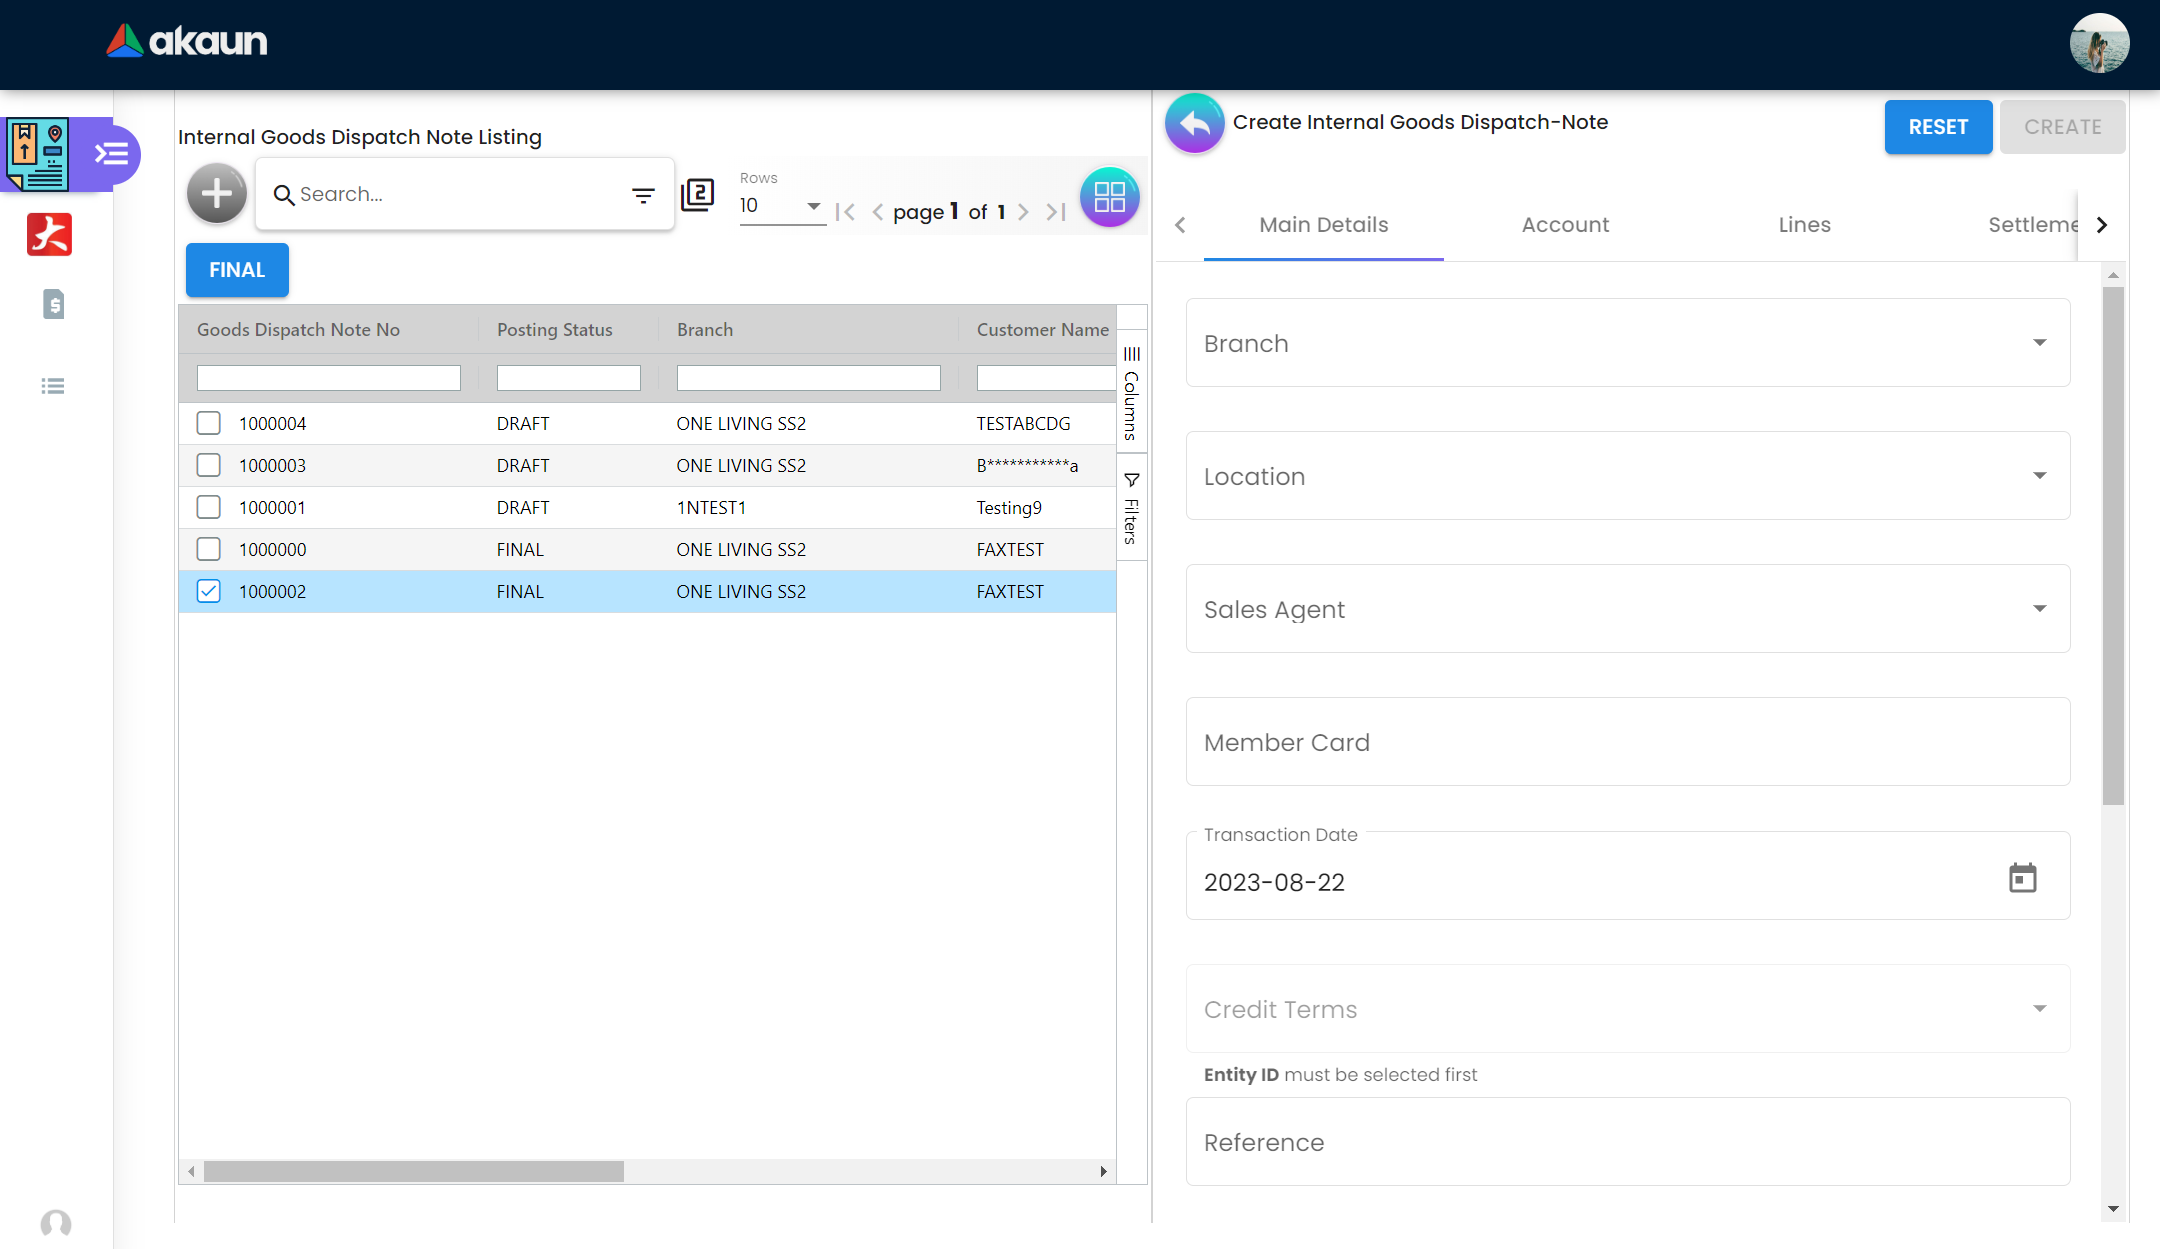 akaun
Internal Goods Dispatch Note Listing
Search...
2
Rows
10
page 1 of 1
FINAL
Goods Dispatch Note No Posting Status Branch Customer Name
1000004 DRAFT ONE LIVING SS2 TESTABCDG
1000003 DRAFT ONE LIVING SS2 B***********a
1000001 DRAFT 1NTEST1 Testing9
1000000 FINAL ONE LIVING SS2 FAXTEST
1000002 FINAL ONE LIVING SS2 FAXTEST
Columns
Filters
Create Internal Goods Dispatch-Note
RESET
CREATE
Main Details Account Lines Settleme
Branch
Location
Sales Agent
Member Card
Transaction Date
2023-08-22
Credit Terms
Entity ID must be selected first
Reference